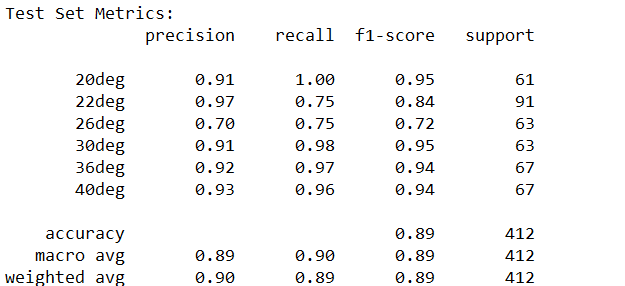 Test Set Metrics:
precision recall f1-score support
20deg 0.91 1.00 0.95 61
22deg 0.97 0.75 0.84 91
26deg 0.70 0.75 0.72 63
30deg 0.91 0.98 0.95 63
36deg 0.92 0.97 0.94 67
40deg 0.93 0.96 0.94 67
accuracy 0.89 412
macro avg 0.89 0.90 0.89 412
weighted avg 0.90 0.89 0.89 412